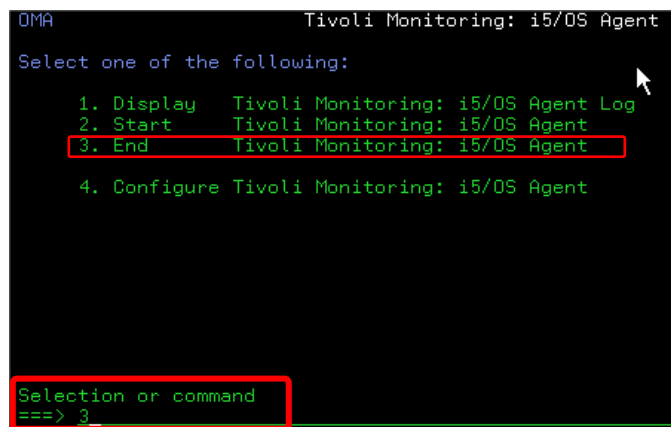 OMA Tivoli Monitoring: i5/OS Agent
Select one of the following:
1. Display Tivoli Monitoring: i5/OS Agent Log
2. Start Tivoli Monitoring: i5/OS Agent
3. End Tivoli Monitoring: i5/OS Agent
4. Configure Tivoli Monitoring: i5/OS Agent
Selection or command
===> 3